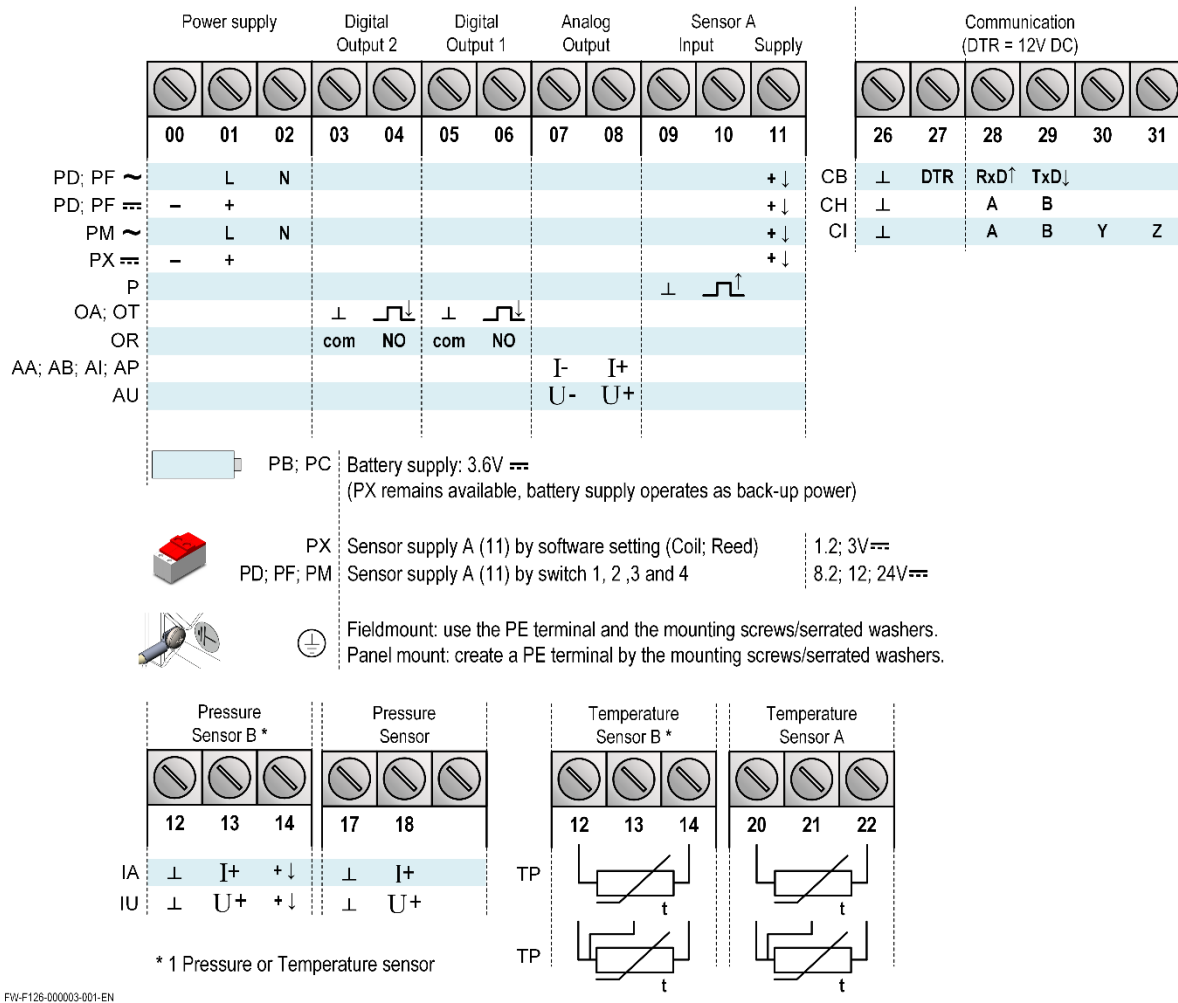 Power supply Digital Digital Analog Sensor A Communication
Output 2 Output 1 Output Input Supply (DTR = 12V DC)
00 01 02 03 04 05 06 07 08 09 10 11 26 27 28 29 30 31
PD; PF ~ L N + ↓ CB ⊥ DTR RxD↑ TxD↓
PD; PF ⎓ – + + ↓ CH ⊥ A B
PM ~ L N + ↓ CI ⊥ A B Y Z
PX ⎓ – + + ↓
P ⊥ ↑
OA; OT ⊥ ↓ ⊥ ↓
OR com NO com NO
AA; AB; AI; AP I- I+
AU U- U+
PB; PC Battery supply: 3.6V ⎓
(PX remains available, battery supply operates as back-up power)
PX Sensor supply A (11) by software setting (Coil; Reed) 1.2; 3V⎓
PD; PF; PM Sensor supply A (11) by switch 1, 2 ,3 and 4 8.2; 12; 24V⎓
Fieldmount: use the PE terminal and the mounting screws/serrated washers.
Panel mount: create a PE terminal by the mounting screws/serrated washers.
Pressure Pressure Temperature Temperature
Sensor B * Sensor Sensor B * Sensor A
12 13 14 17 18 12 13 14 20 21 22
IA ⊥ I+ +↓ ⊥ I+ TP t t
IU ⊥ U+ +↓ ⊥ U+
TP t t
* 1 Pressure or Temperature sensor
FW-F126-000003-001-EN